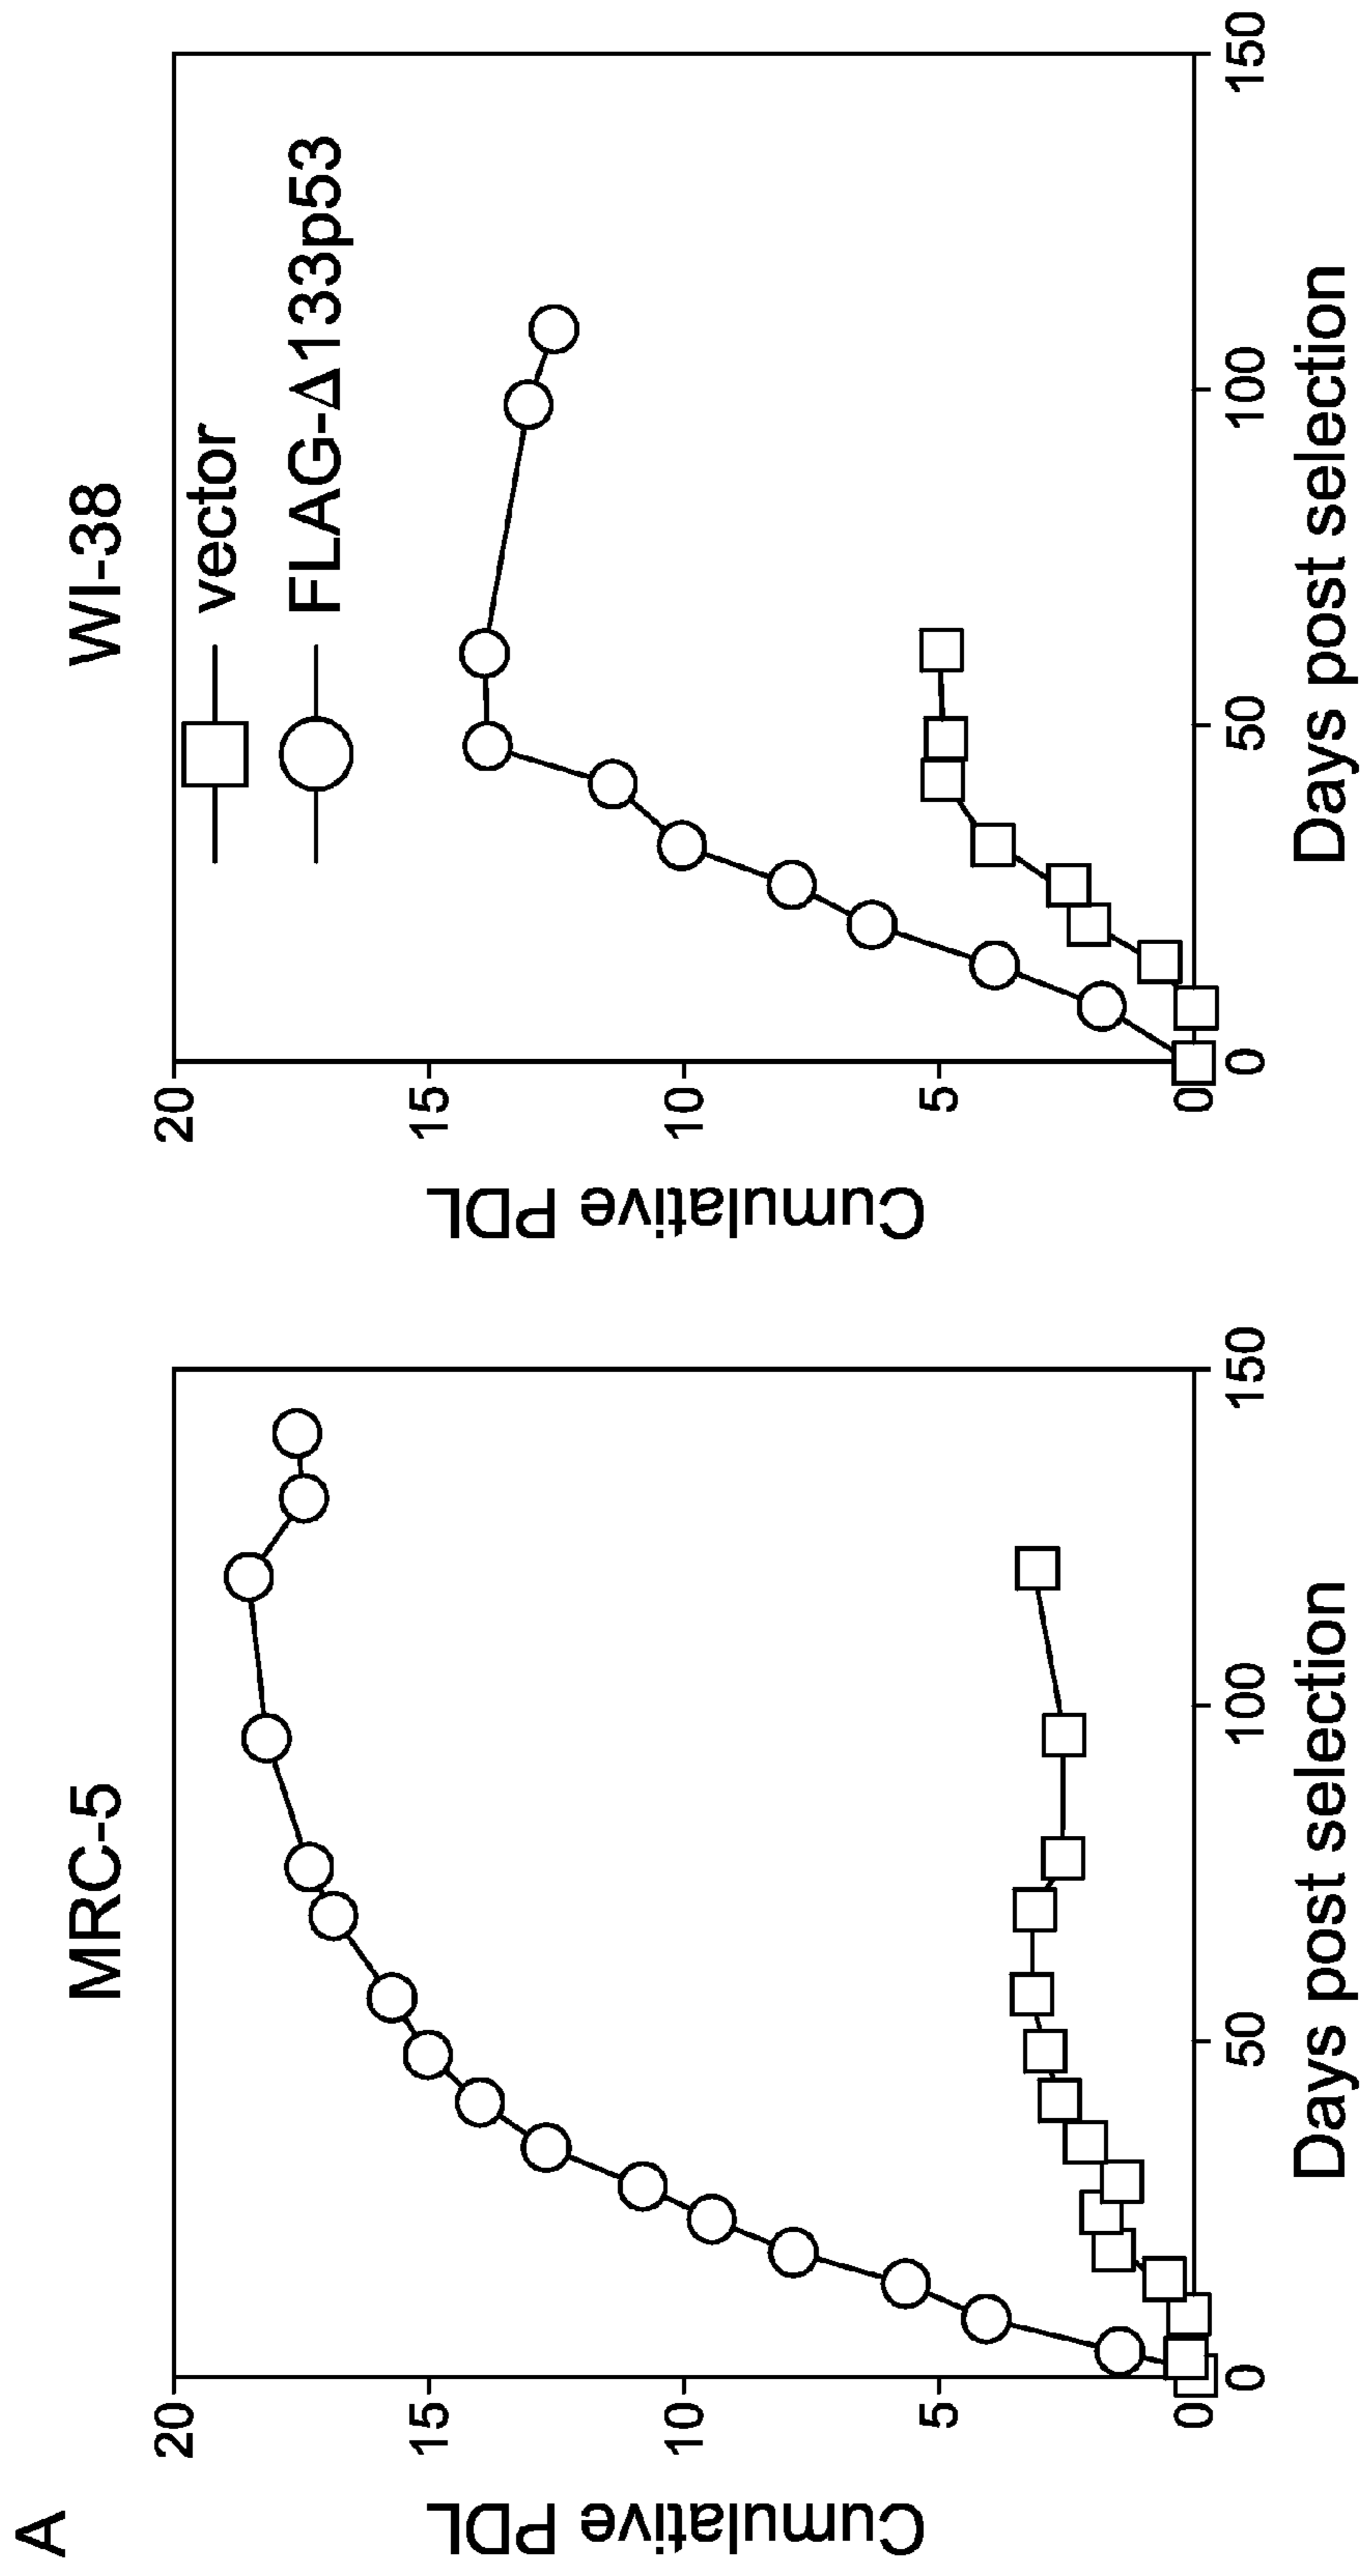 A
MRC-5
Cumulative PDL
20
15
10
5
0
0
50
100
150
Days post selection
WI-38
vector
FLAG-Δ133p53
Cumulative PDL
20
15
10
5
0
0
50
100
150
Days post selection